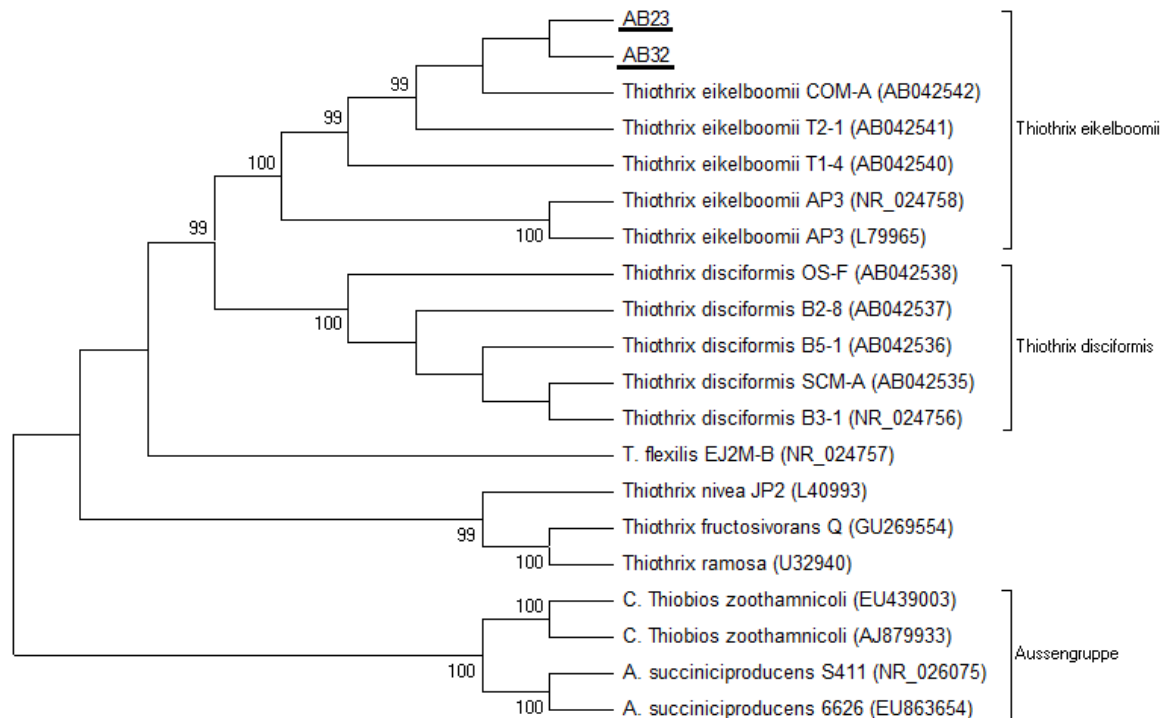 AB23
AB32
99
Thiothrix eikelboomii COM-A (AB042542)
99
Thiothrix eikelboomii T2-1 (AB042541)
Thiothrix eikelboomii
100
Thiothrix eikelboomii T1-4 (AB042540)
Thiothrix eikelboomii AP3 (NR_024758)
99
100
Thiothrix eikelboomii AP3 (L79965)
Thiothrix disciformis OS-F (AB042538)
Thiothrix disciformis B2-8 (AB042537)
100
Thiothrix disciformis B5-1 (AB042536)
Thiothrix disciformis
Thiothrix disciformis SCM-A (AB042535)
Thiothrix disciformis B3-1 (NR_024756)
T. flexilis EJ2M-B (NR_024757)
Thiothrix nivea JP2 (L40993)
99
Thiothrix fructosivorans Q (GU269554)
100
Thiothrix ramosa (U32940)
100
C. Thiobios zoothamnicoli (EU439003)
C. Thiobios zoothamnicoli (AJ879933)
Aussengruppe
100
A. succiniciproducens S411 (NR_026075)
100
A. succiniciproducens 6626 (EU863654)